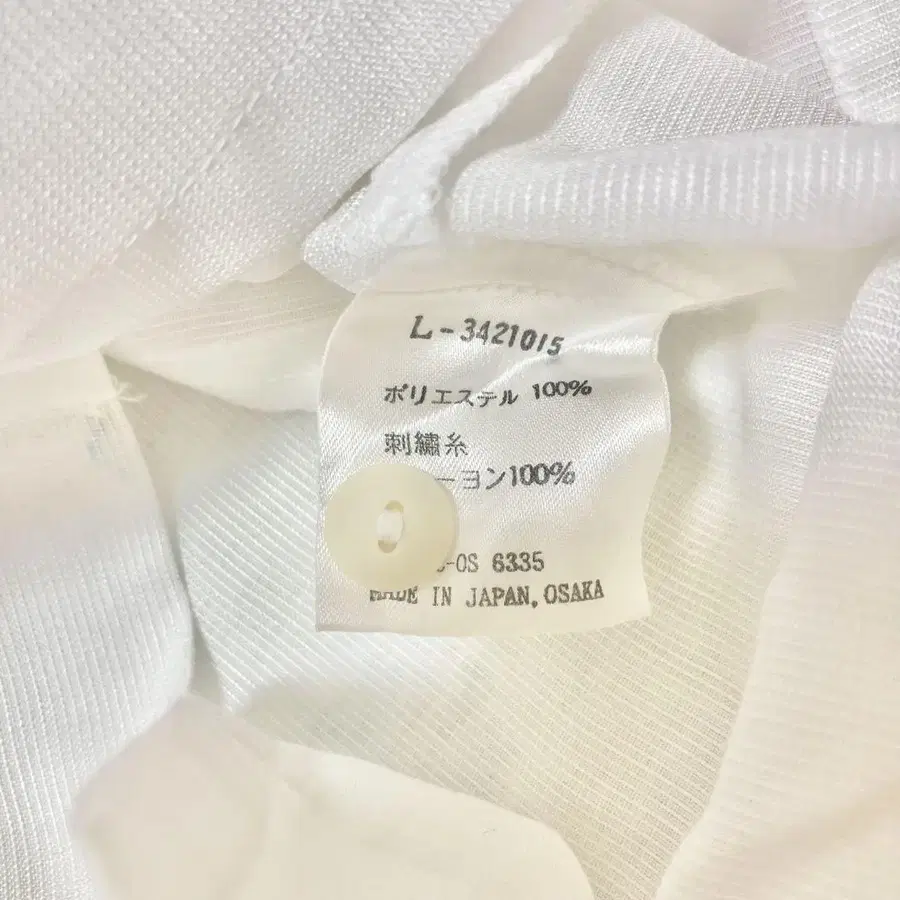 L-3421015
ポリエステル 100%
刺繍糸
ーヨン100%
-OS 6335
MADE IN JAPAN, OSAKA